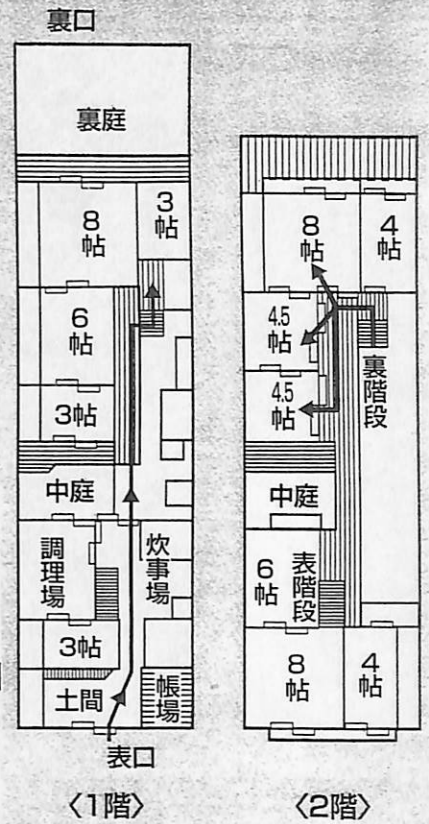 裏口
裏庭
8帖
3帖
6帖
3帖
中庭
調理場
炊事場
3帖
土間
帳場
表口
〈1階〉
8帖
4帖
4.5帖
4.5帖
裏階段
中庭
6帖
表階段
8帖
4帖
〈2階〉